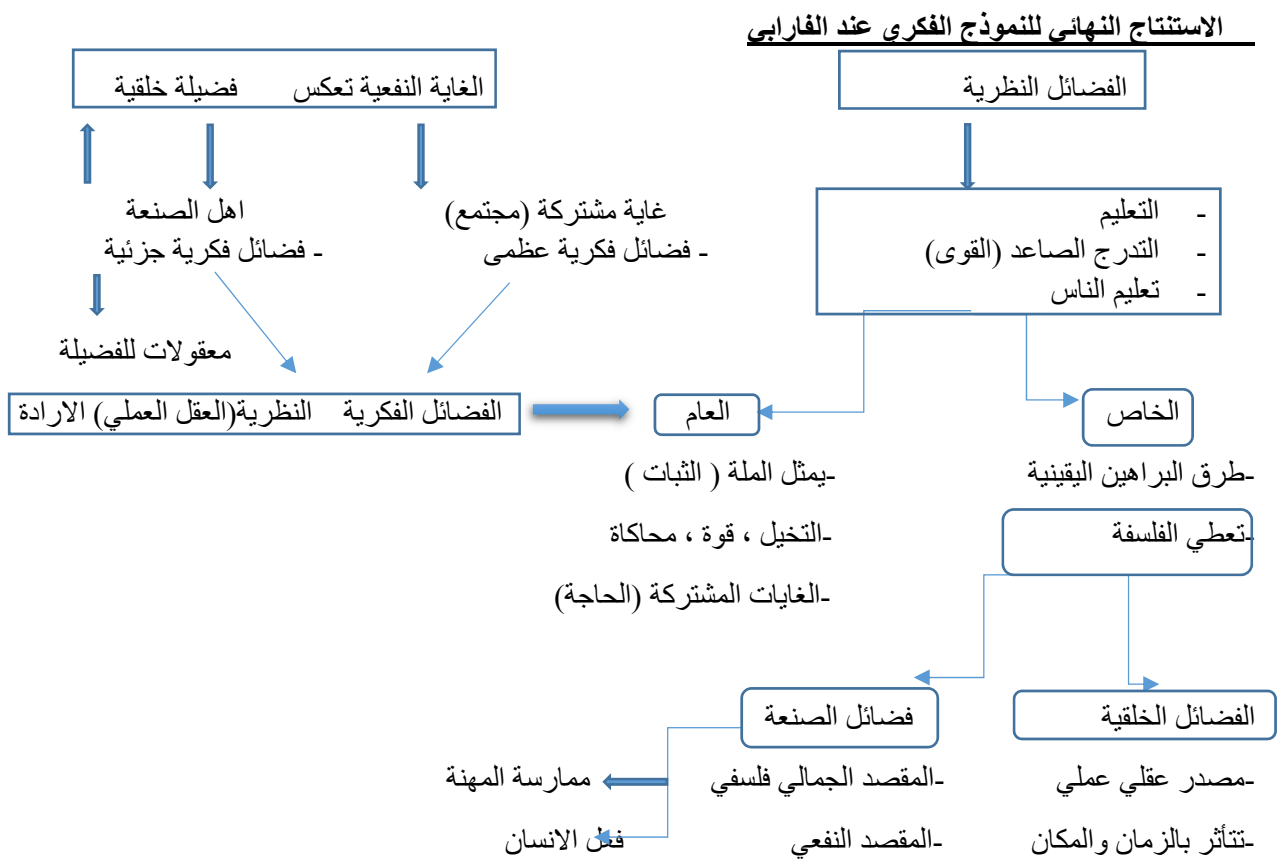 الاستنتاج النهائي للنموذج الفكري عند الفارابي
الفضائل النظرية
الغاية النفعية تعكس فضيلة خلقية
- التعليم
- التدرج الصاعد (القوى)
- تعليم الناس
غاية مشتركة (مجتمع)
- فضائل فكرية عظمى
اهل الصنعة
- فضائل فكرية جزئية
معقولات للفضيلة
الخاص
العام
الفضائل الفكرية النظرية(العقل العملي) الارادة
-طرق البراهين اليقينية
-تعطي الفلسفة
-يمثل الملة ( الثبات )
-التخيل ، قوة ، محاكاة
-الغايات المشتركة (الحاجة)
الفضائل الخلقية
فضائل الصنعة
-مصدر عقلي عملي
-تتأثر بالزمان والمكان
-المقصد الجمالي فلسفي
-المقصد النفعي
ممارسة المهنة
فعل الانسان